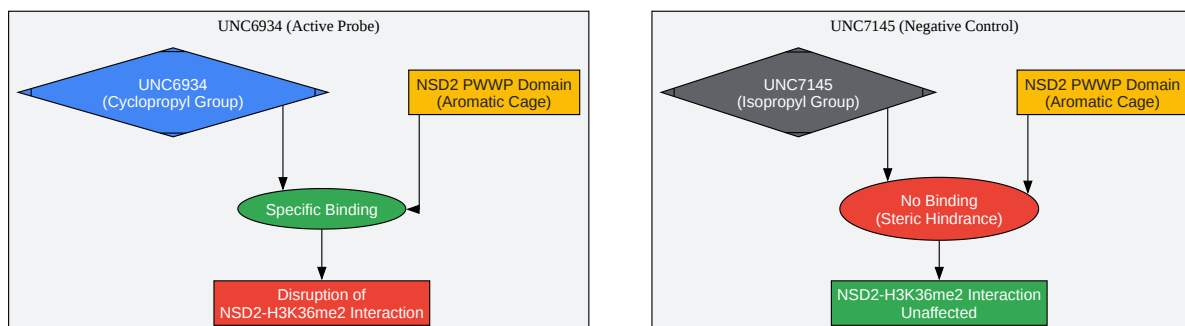 UNC6934 (Active Probe)
UNC6934
(Cyclopropyl Group)
NSD2 PWWP Domain
(Aromatic Cage)
Specific Binding
Disruption of
NSD2-H3K36me2 Interaction
UNC7145 (Negative Control)
UNC7145
(Isopropyl Group)
NSD2 PWWP Domain
(Aromatic Cage)
No Binding
(Steric Hindrance)
NSD2-H3K36me2 Interaction
Unaffected